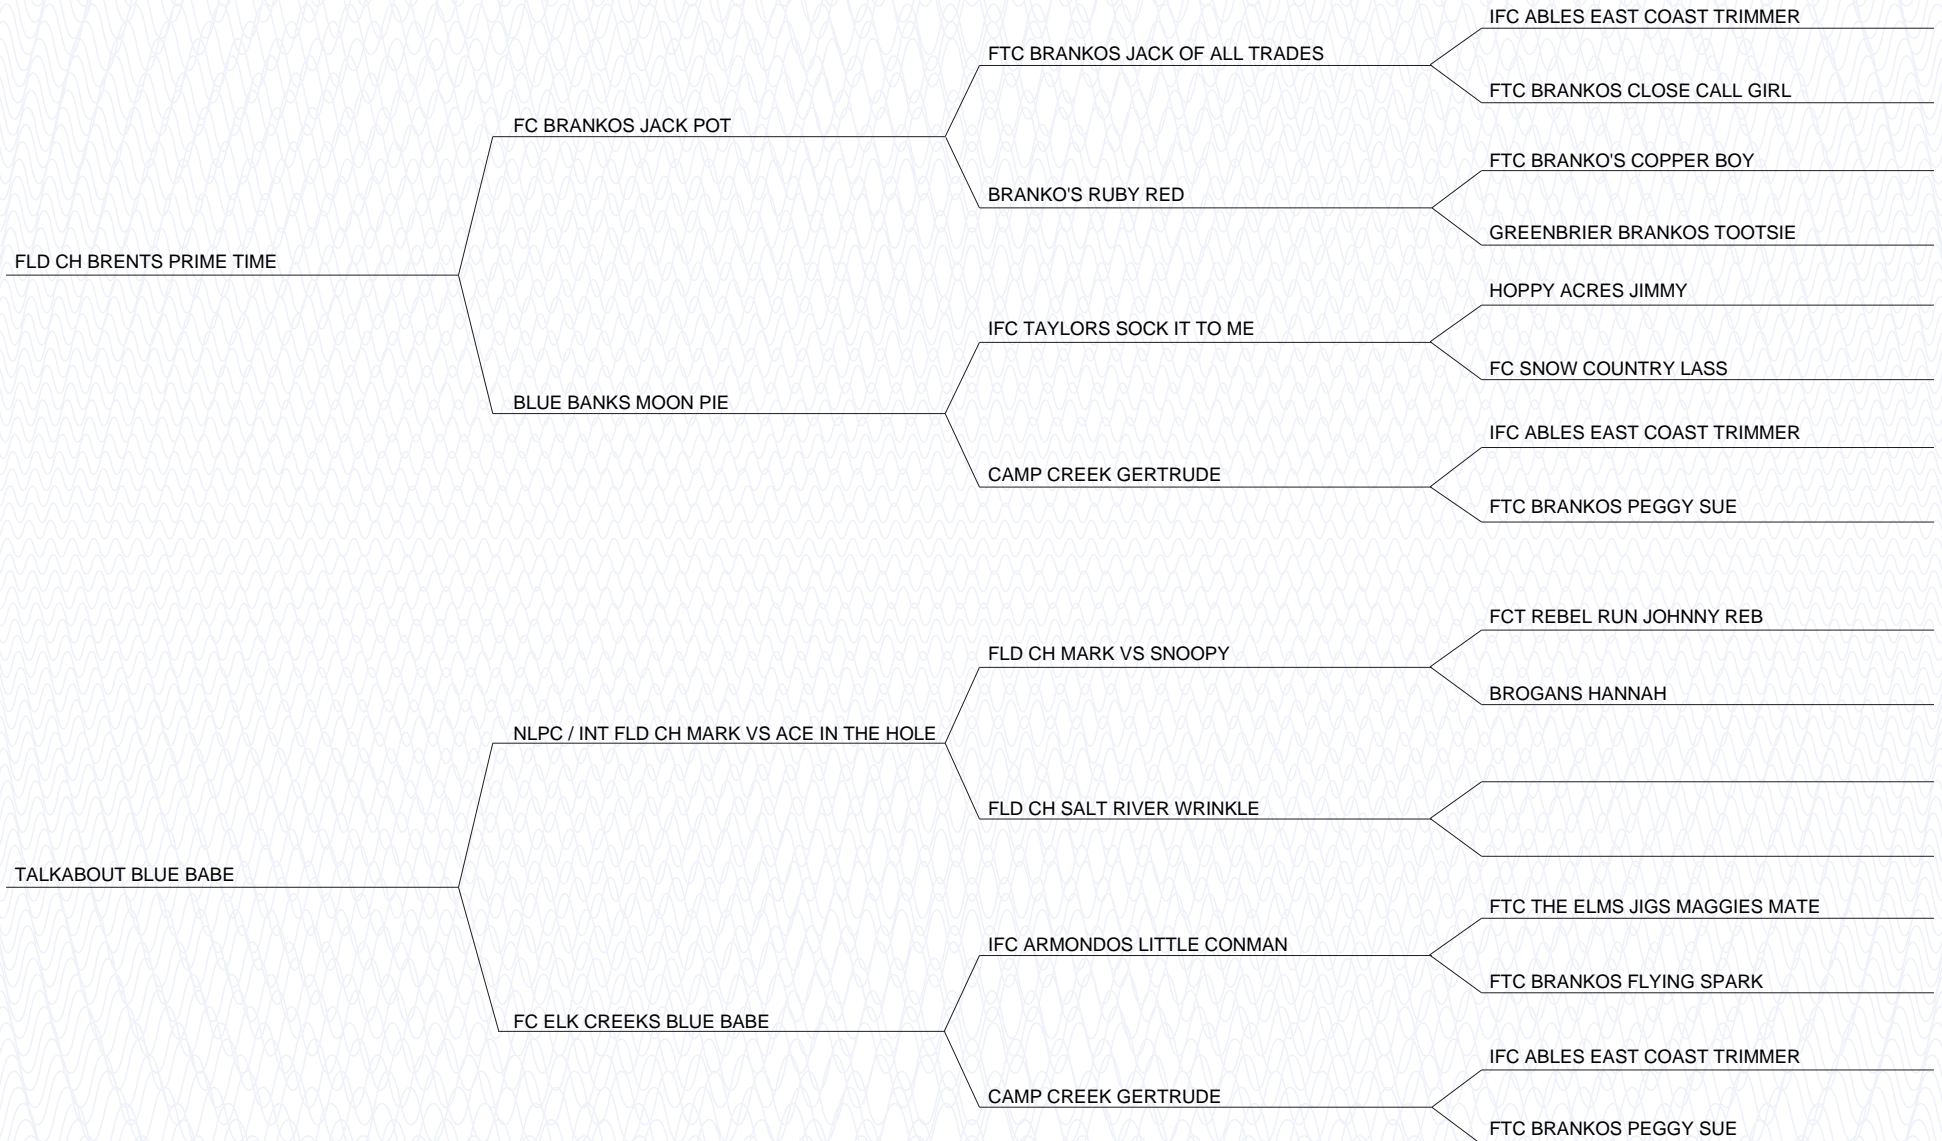 IFC ABLES EAST COAST TRIMMER
FTC BRANKOS JACK OF ALL TRADES
FTC BRANKOS CLOSE CALL GIRL
FC BRANKOS JACK POT
FTC BRANKO'S COPPER BOY
BRANKO'S RUBY RED
GREENBRIER BRANKOS TOOTSIE
FLD CH BRENTS PRIME TIME
HOPPY ACRES JIMMY
IFC TAYLORS SOCK IT TO ME
FC SNOW COUNTRY LASS
BLUE BANKS MOON PIE
IFC ABLES EAST COAST TRIMMER
CAMP CREEK GERTRUDE
FTC BRANKOS PEGGY SUE
FCT REBEL RUN JOHNNY REB
FLD CH MARK VS SNOOPY
BROGANS HANNAH
NLPC / INT FLD CH MARK VS ACE IN THE HOLE
FLD CH SALT RIVER WRINKLE
TALKABOUT BLUE BABE
FTC THE ELMS JIGS MAGGIES MATE
IFC ARMONDOS LITTLE CONMAN
FTC BRANKOS FLYING SPARK
FC ELK CREEKS BLUE BABE
IFC ABLES EAST COAST TRIMMER
CAMP CREEK GERTRUDE
FTC BRANKOS PEGGY SUE